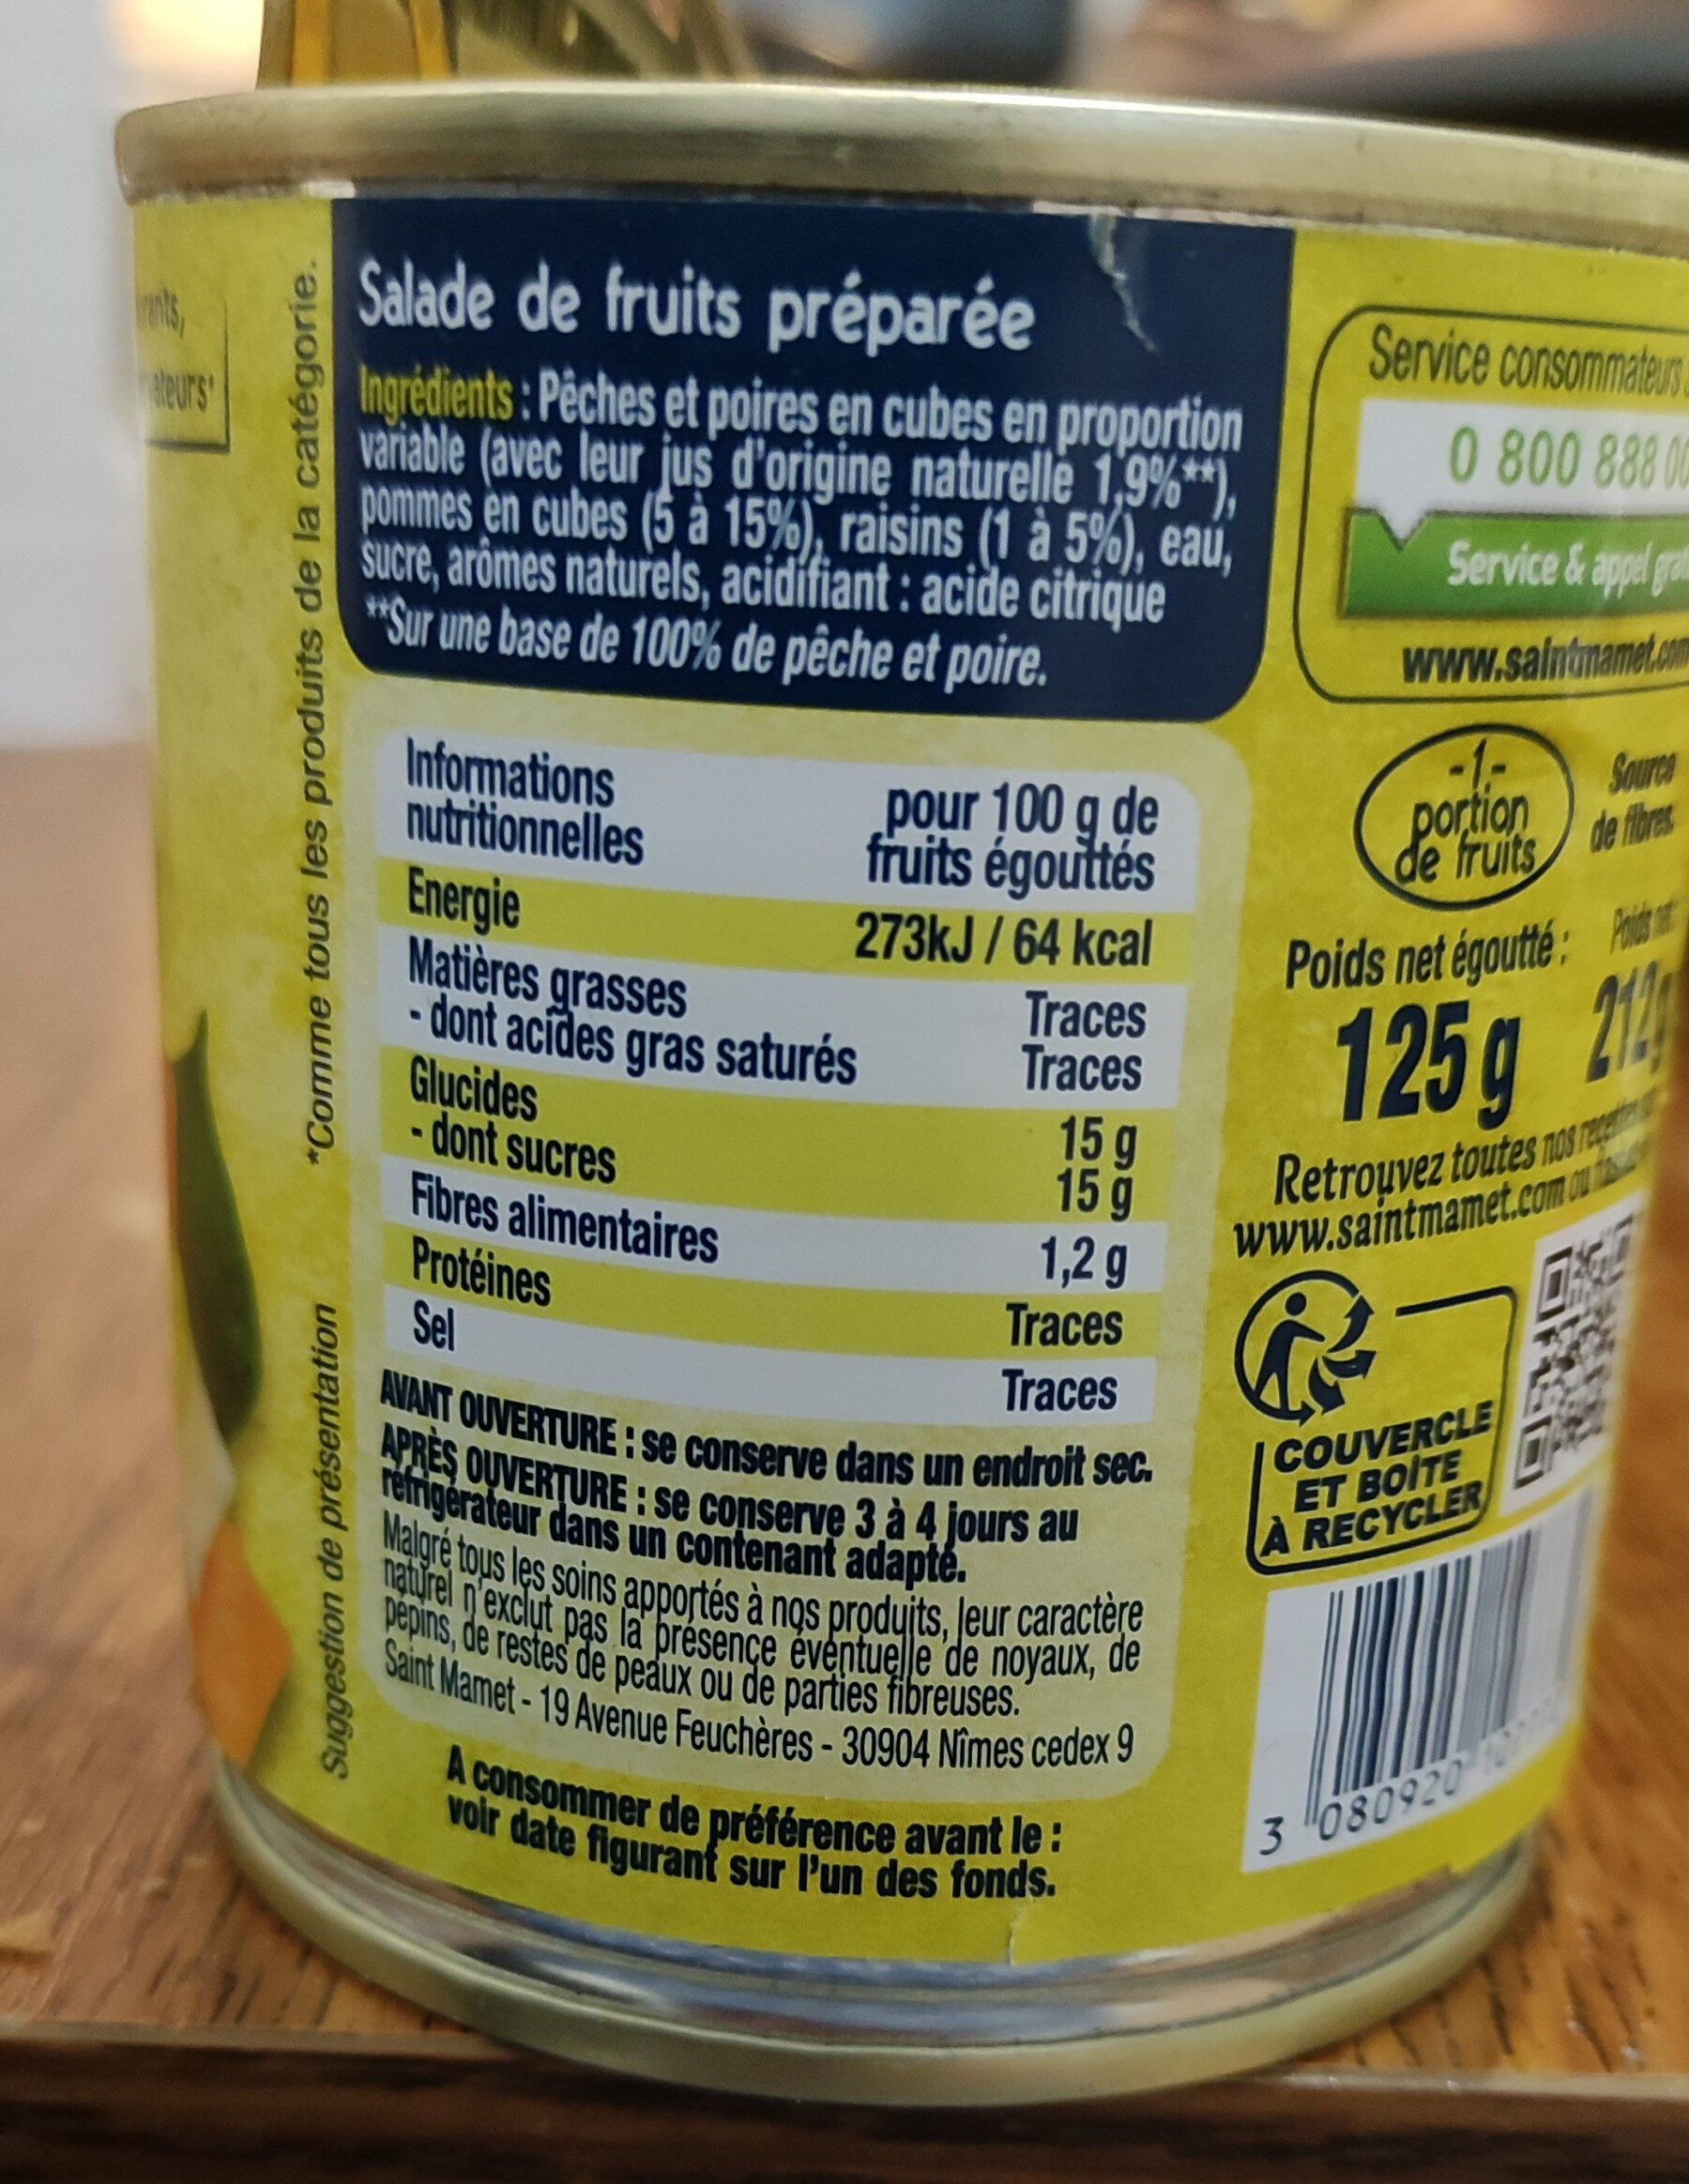 *Comme tous les produits de la catégorie.
Suggestion de présentation
Salade de fruits préparée
Ingrédients : Pêches et poires en cubes en proportion
variable (avec leur jus d'origine naturelle 1,9%**),
pommes en cubes (5 à 15%), raisins (1 à 5%), eau,
sucre, arômes naturels, acidifiant : acide citrique
**Sur une base de 100% de pêche et poire.
Informations
nutritionnelles
pour 100 g de
fruits égouttés
Energie 273kJ / 64 kcal
Matières grasses Traces
- dont acides gras saturés Traces
Glucides 15 g
- dont sucres 15 g
Fibres alimentaires 1,2 g
Protéines Traces
Sel Traces
AVANT OUVERTURE : se conserve dans un endroit sec.
APRÈS OUVERTURE : se conserve 3 à 4 jours au
réfrigérateur dans un contenant adapté.
Malgré tous les soins apportés à nos produits, leur caractère
naturel n'exclut pas la présence éventuelle de noyaux, de
pépins, de restes de peaux ou de parties fibreuses.
Saint Mamet - 19 Avenue Feuchères - 30904 Nîmes cedex 9
A consommer de préférence avant le :
voir date figurant sur l'un des fonds.
Service consommateurs
0 800 888 00
Service & appel
www.saintmamet.com
- 1 -
portion
de fruits
Source
de fibres
Poids net égoutté :
125 g
Poids net
212g
Retrouvez toutes nos
www.saintmamet.com ou
COUVERCLE
ET BOÎTE
À RECYCLER
3 080920